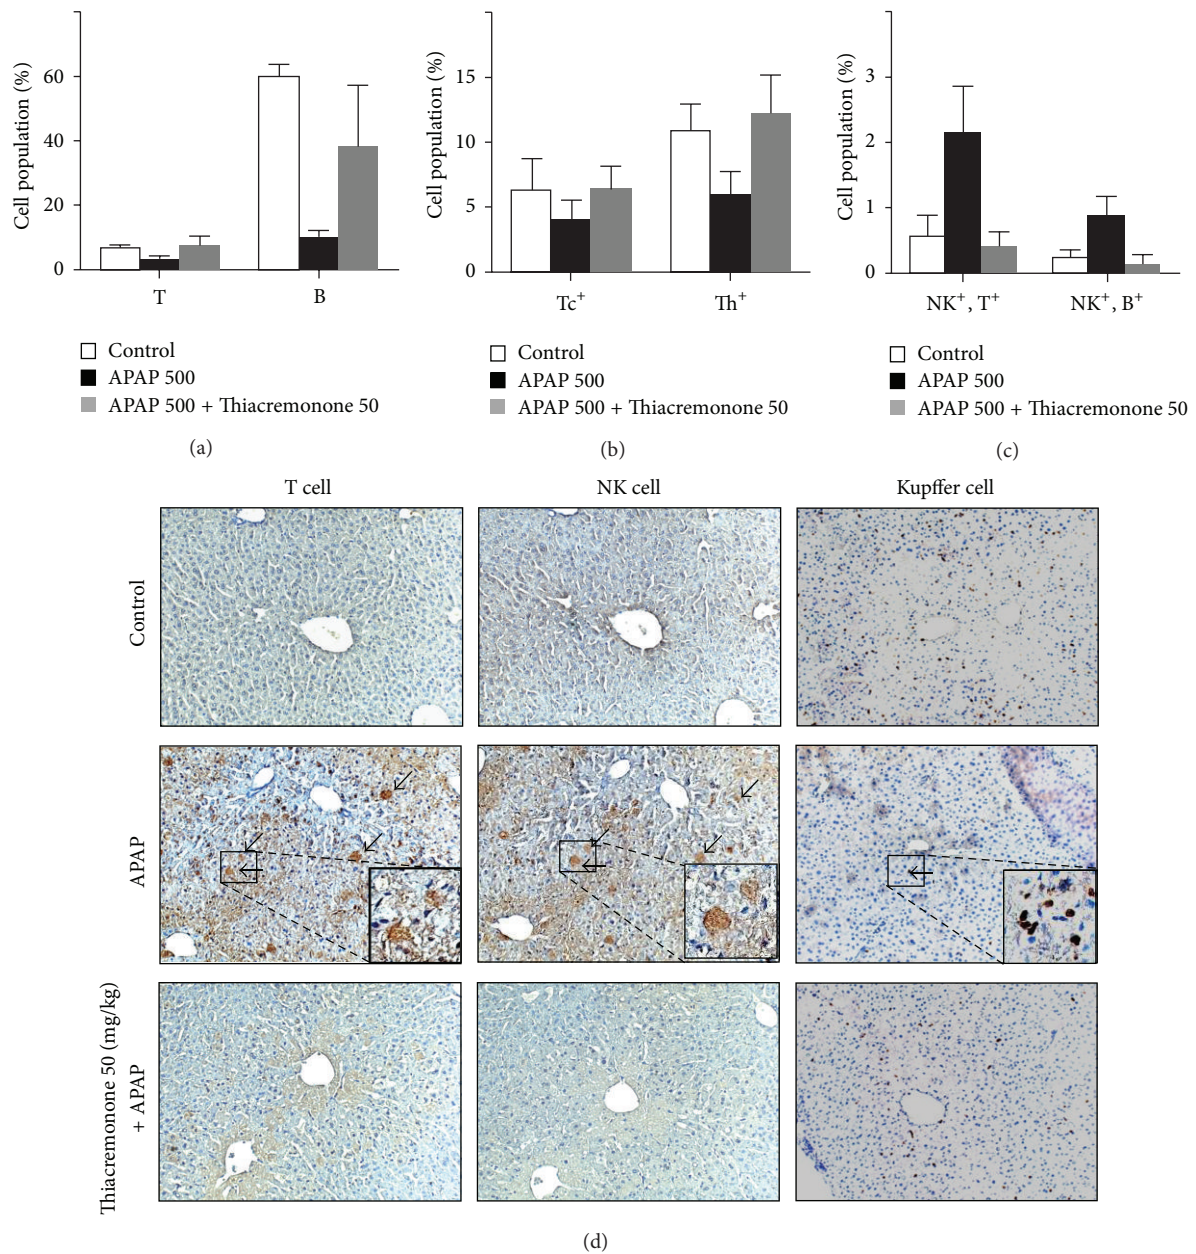 Cell population (%)
60
40
20
0
T
B
Control
APAP 500
APAP 500 + Thiacremonone 50
(a)
Cell population (%)
15
10
5
0
Tc⁺
Th⁺
Control
APAP 500
APAP 500 + Thiacremonone 50
(b)
Cell population (%)
3
2
1
0
NK⁺, T⁺
NK⁺, B⁺
Control
APAP 500
APAP 500 + Thiacremonone 50
(c)
T cell
NK cell
Kupffer cell
Control
APAP
Thiacremonone 50 (mg/kg)
+ APAP
(d)